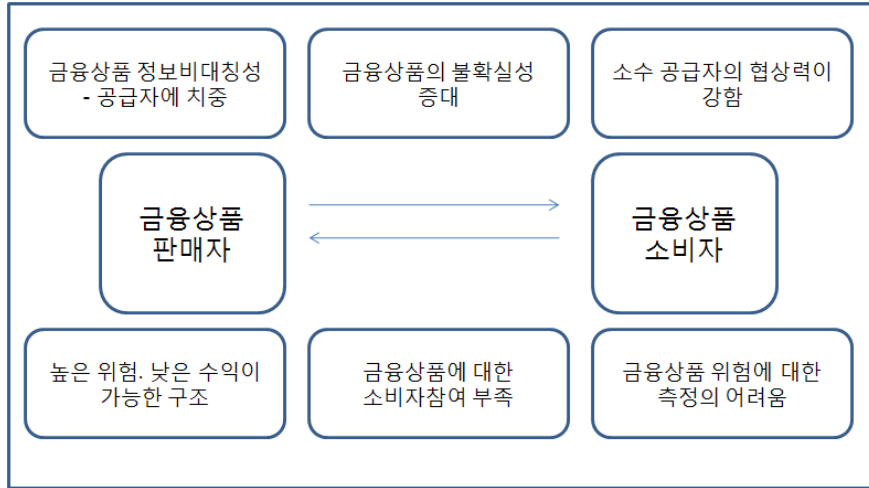 금융상품 정보비대칭성
- 공급자에 치중
금융상품의 불확실성
증대
소수 공급자의 협상력이
강함
금융상품
판매자
금융상품
소비자
높은 위험. 낮은 수익이
가능한 구조
금융상품에 대한
소비자참여 부족
금융상품 위험에 대한
측정의 어려움